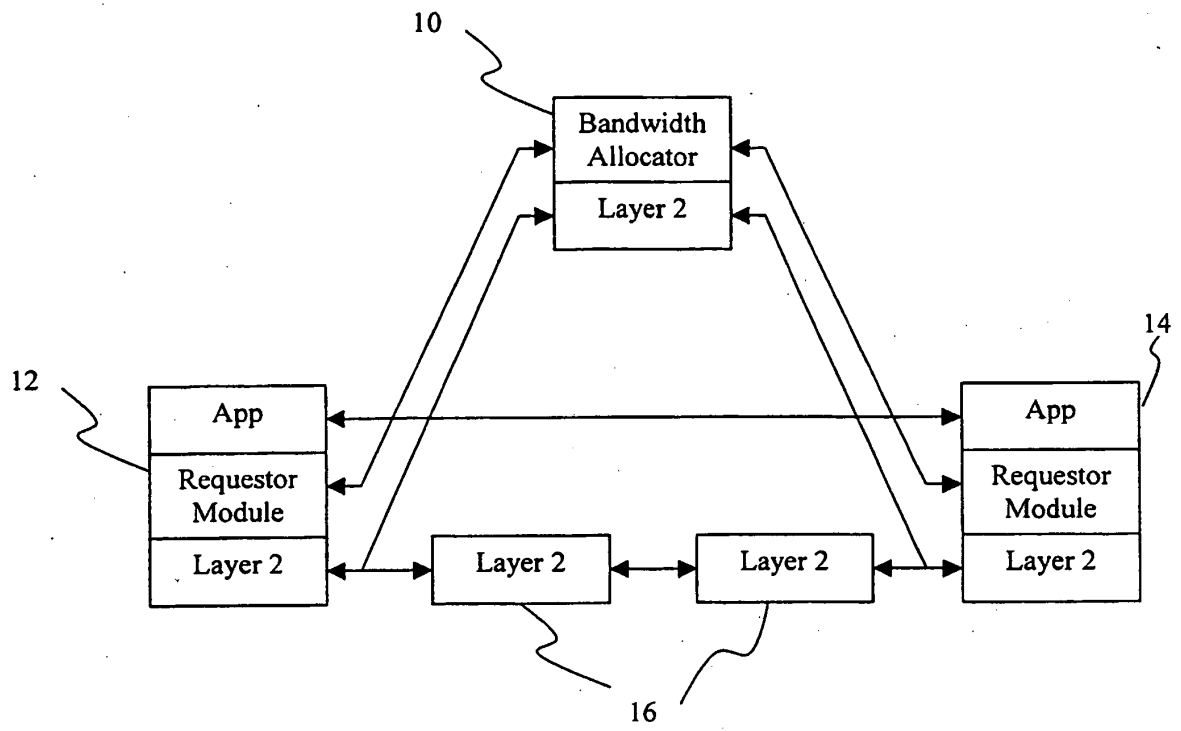 10
Bandwidth
Allocator
Layer 2
14
12
App
App
Requestor
Module
Requestor
Module
Layer 2
Layer 2
Layer 2
Layer 2
16